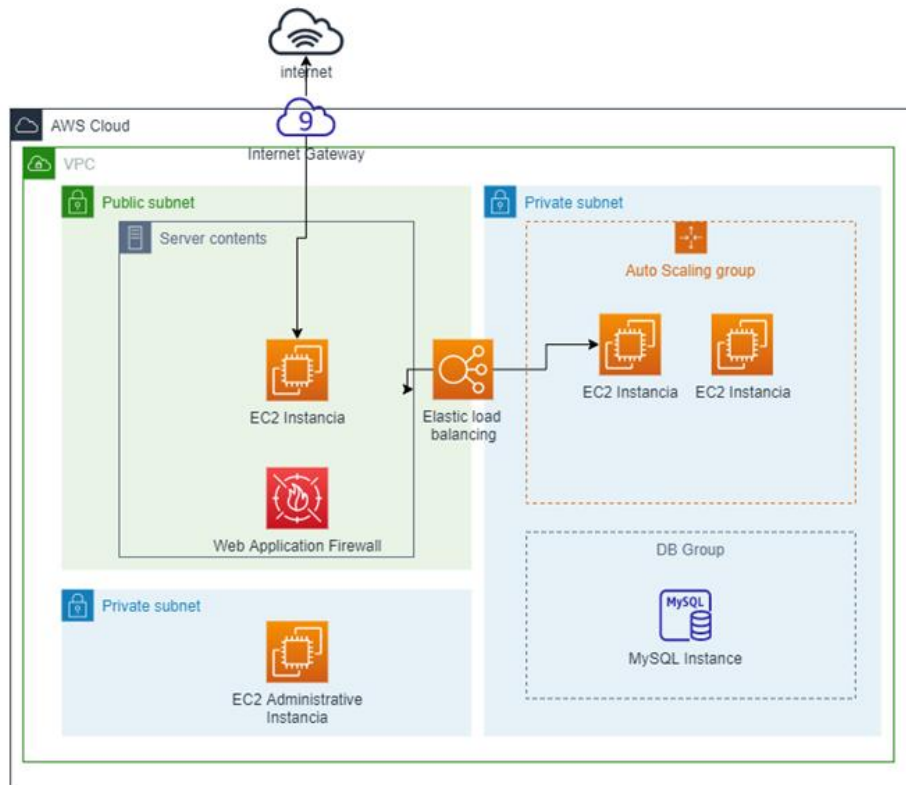 internet
AWS Cloud
9
Internet Gateway
VPC
Public subnet
Private subnet
Server contents
Auto Scaling group
EC2 Instancia
EC2 Instancia
EC2 Instancia
Elastic load
balancing
Web Application Firewall
DB Group
MySQL
MySQL Instance
Private subnet
EC2 Administrative
Instancia